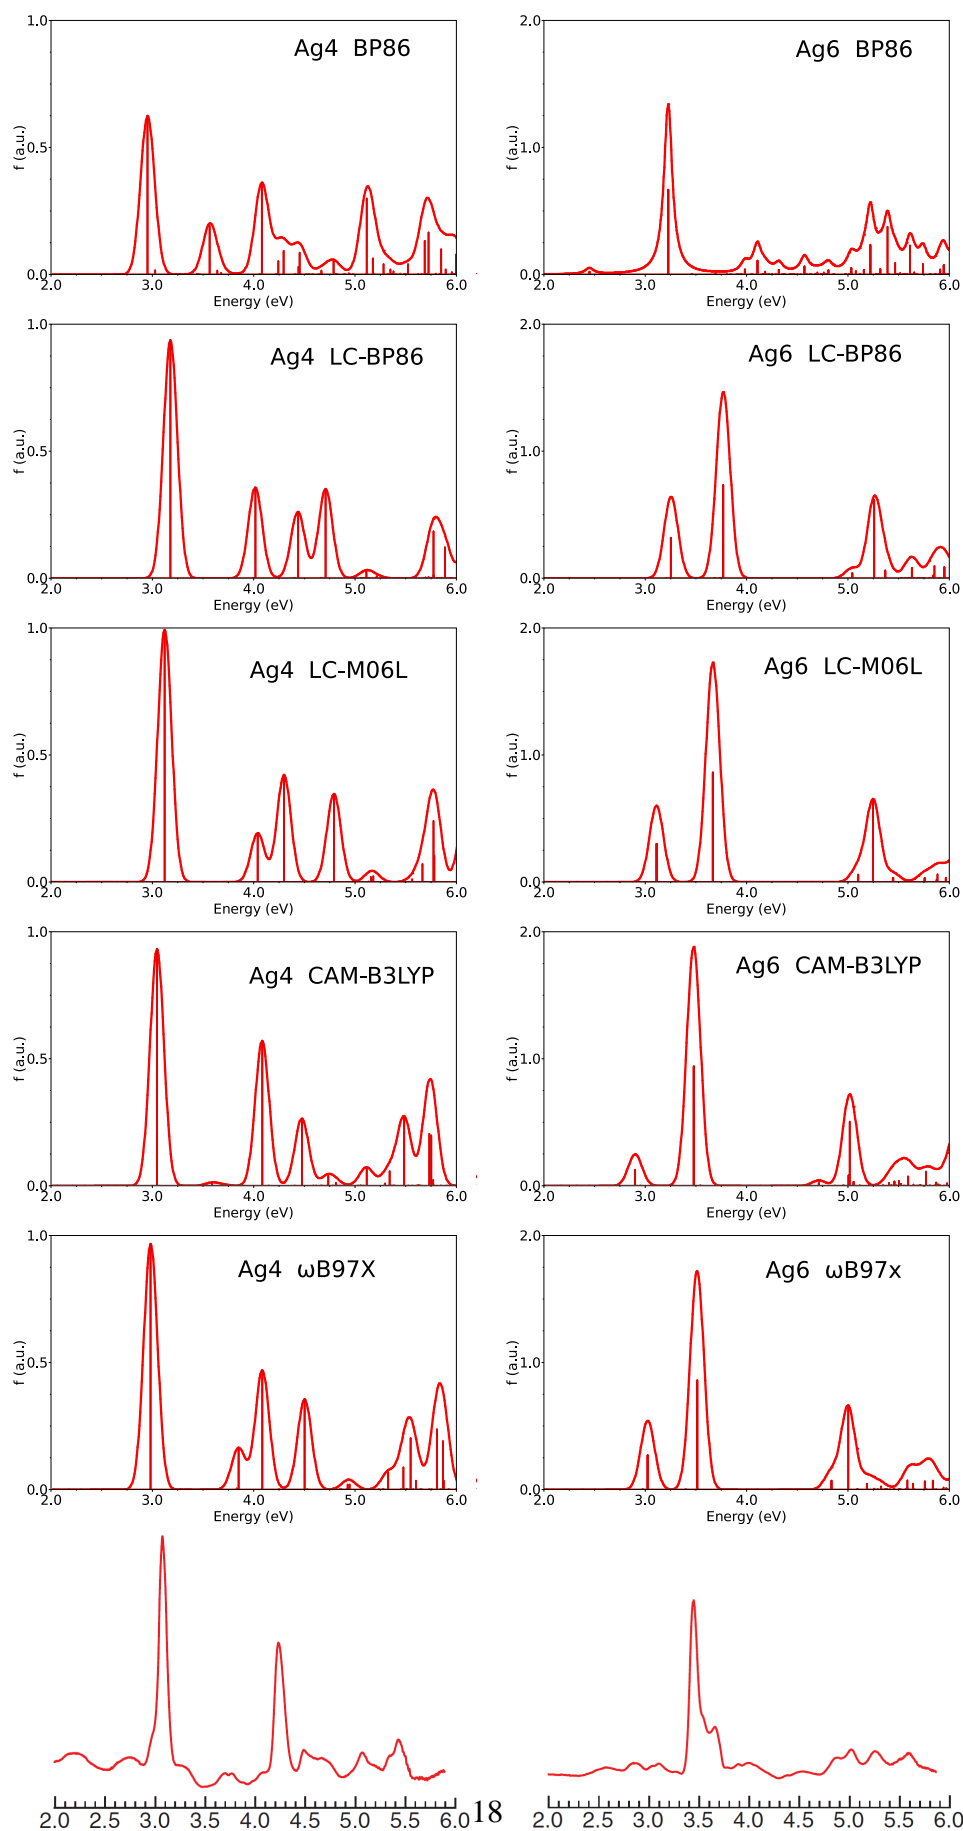 Ag4 BP86
1.0
0.5
0.0
f (a.u.)
2.0 3.0 4.0 5.0 6.0
Energy (eV)
Ag6 BP86
2.0
1.0
0.0
f (a.u.)
2.0 3.0 4.0 5.0 6.0
Energy (eV)
Ag4 LC-BP86
1.0
0.5
0.0
f (a.u.)
2.0 3.0 4.0 5.0 6.0
Energy (eV)
Ag6 LC-BP86
2.0
1.0
0.0
f (a.u.)
2.0 3.0 4.0 5.0 6.0
Energy (eV)
Ag4 LC-M06L
1.0
0.5
0.0
f (a.u.)
2.0 3.0 4.0 5.0 6.0
Energy (eV)
Ag6 LC-M06L
2.0
1.0
0.0
f (a.u.)
2.0 3.0 4.0 5.0 6.0
Energy (eV)
Ag4 CAM-B3LYP
1.0
0.5
0.0
f (a.u.)
2.0 3.0 4.0 5.0 6.0
Energy (eV)
Ag6 CAM-B3LYP
2.0
1.0
0.0
f (a.u.)
2.0 3.0 4.0 5.0 6.0
Energy (eV)
Ag4 ωB97X
1.0
0.5
0.0
f (a.u.)
2.0 3.0 4.0 5.0 6.0
Energy (eV)
Ag6 ωB97x
2.0
1.0
0.0
f (a.u.)
2.0 3.0 4.0 5.0 6.0
Energy (eV)
2.0 2.5 3.0 3.5 4.0 4.5 5.0 5.5 6.0
18
2.0 2.5 3.0 3.5 4.0 4.5 5.0 5.5 6.0